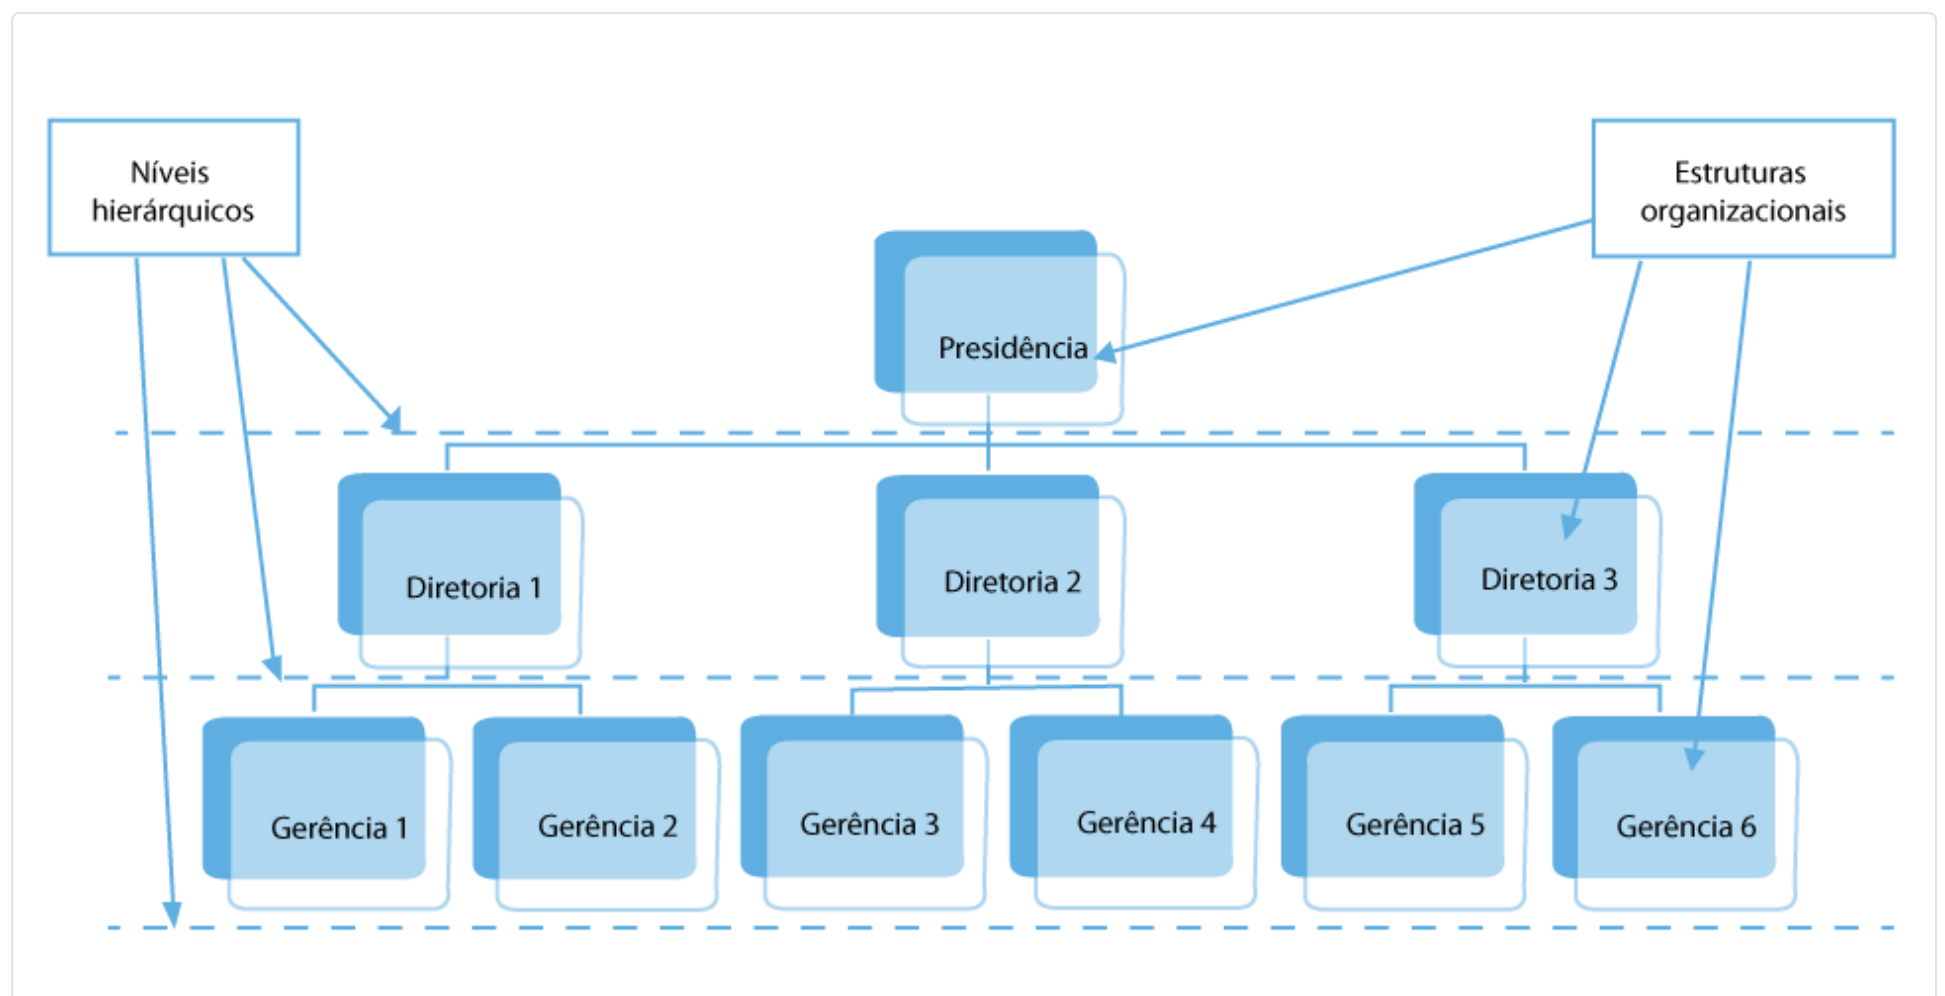 Níveis
hierárquicos
Estruturas
organizacionais
Presidência
Diretoria 1
Diretoria 2
Diretoria 3
Gerência 1
Gerência 2
Gerência 3
Gerência 4
Gerência 5
Gerência 6